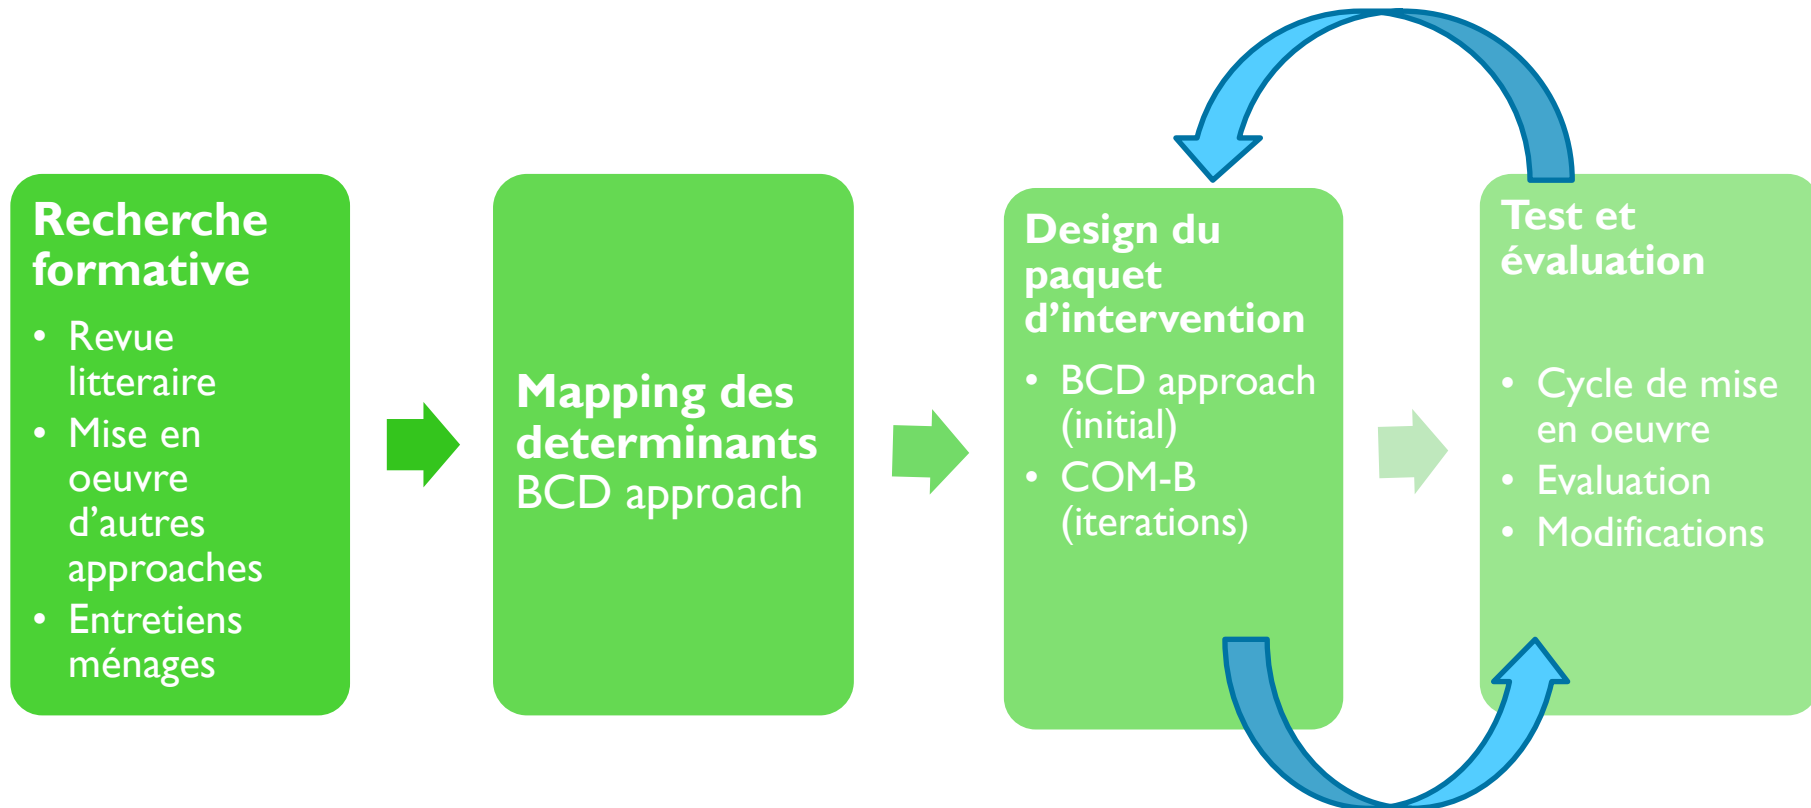 Recherche
formative
• Revue
litteraire
• Mise en
oeuvre
d'autres
approaches
• Entretiens
ménages
Mapping des
determinants
BCD approach
Design du
paquet
d'intervention
• BCD approach
(initial)
• COM-B
(iterations)
Test et
évaluation
• Cycle de mise
en oeuvre
• Evaluation
• Modifications